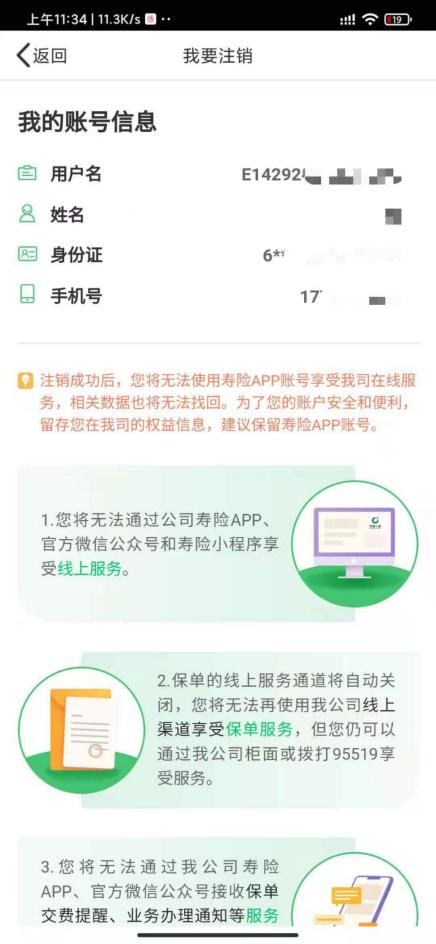 上午11:34 | 11.3K/s
19
返回
我要注销
我的账号信息
用户名 E14292
姓名
身份证 6*
手机号 17
注销成功后，您将无法使用寿险APP账号享受我司在线服
务，相关数据也将无法找回。为了您的账户安全和便利，
留存您在我司的权益信息，建议保留寿险APP账号。
1.您将无法通过公司寿险APP、
官方微信公众号和寿险小程序享
受线上服务。
2.保单的线上服务通道将自动关
闭，您将无法再使用我公司线上
渠道享受保单服务，但您仍可以
通过我公司柜面或拨打95519享
受服务。
3.您将无法通过我公司寿险
APP、官方微信公众号接收保单
交费提醒、业务办理通知等服务